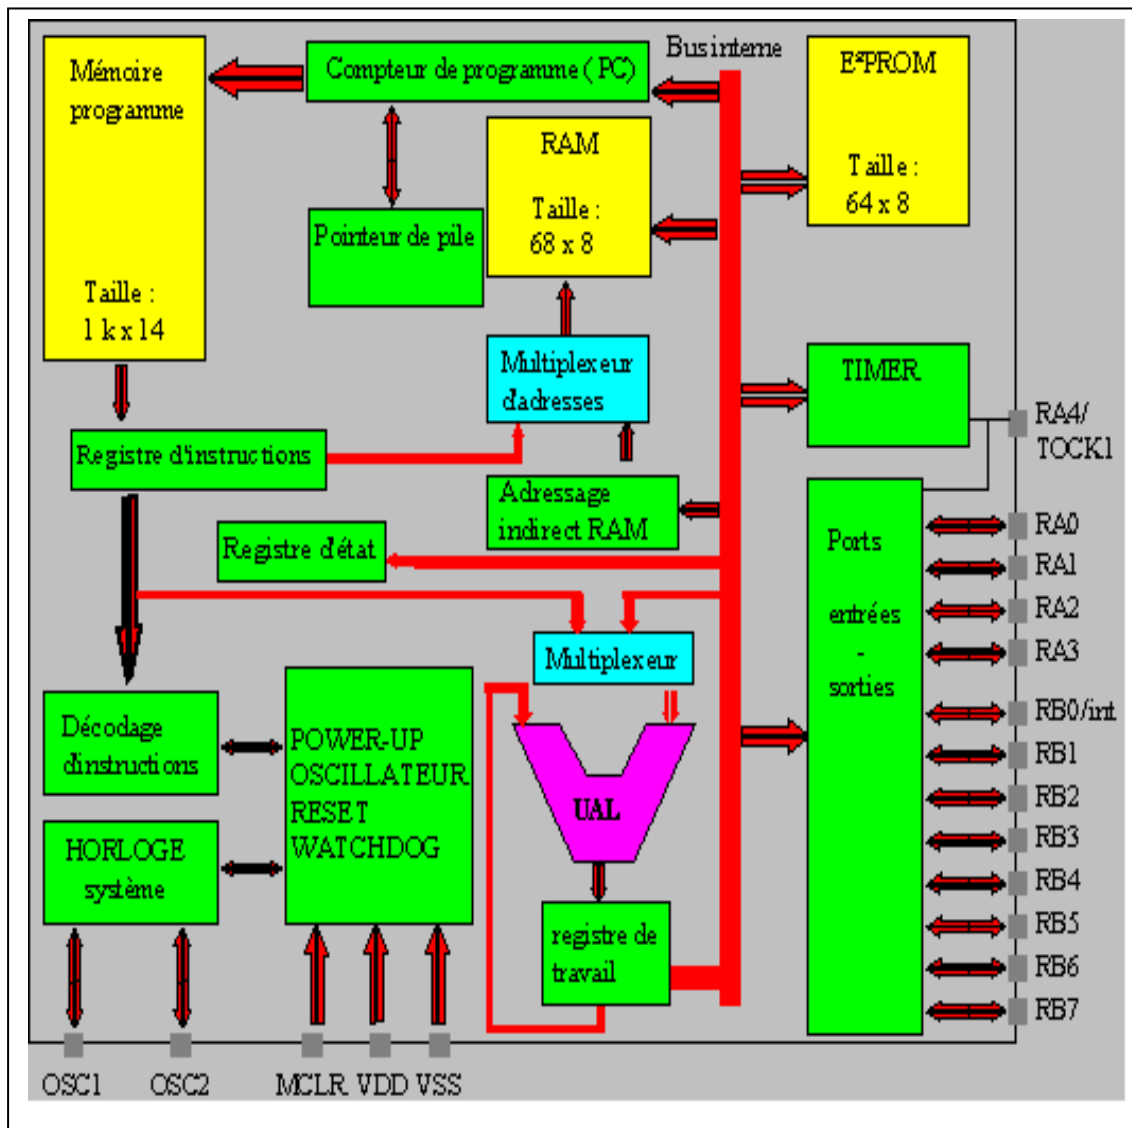 Mémoire
programme
Taille :
1 k x 14
Compteur de programme ( PC)
Bus interne
E²PROM
Taille :
64 x 8
RAM
Taille :
68 x 8
Pointeur de pile
Multiplexeur
d'adresses
TIMER
RA4/
TOCK1
Registre d'instructions
Adressage
indirect RAM
Registre d'état
Ports
entrées
-
sorties
RA0
RA1
RA2
RA3
RB0/int
RB1
RB2
RB3
RB4
RB5
RB6
RB7
Multiplexeur
Décodage
d'instructions
POWER-UP
OSCILLATEUR
RESET
WATCHDOG
UAL
HORLOGE
système
registre de
travail
OSC1
OSC2
MCLR
VDD
VSS